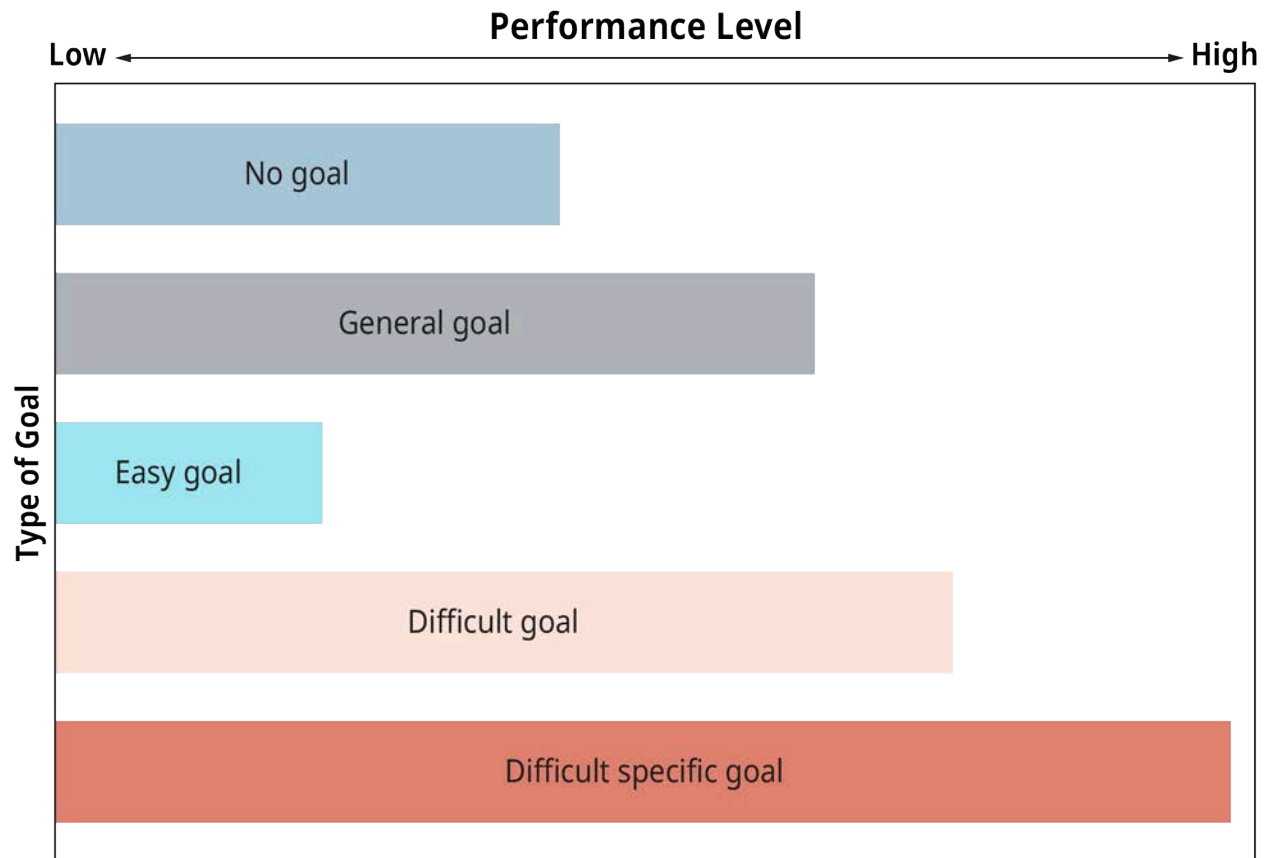 Performance Level
Low High
No goal
General goal
Type of Goal
Easy goal
Difficult goal
Difficult specific goal